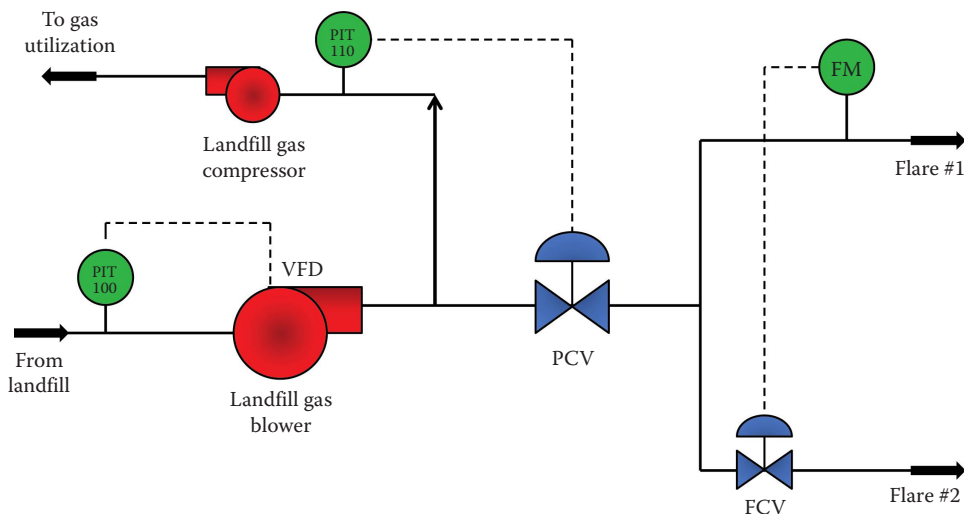 To gas
utilization
PIT
110
FM
Landfill gas
compressor
Flare #1
PIT
100
VFD
From
landfill
Landfill gas
blower
PCV
FCV
Flare #2